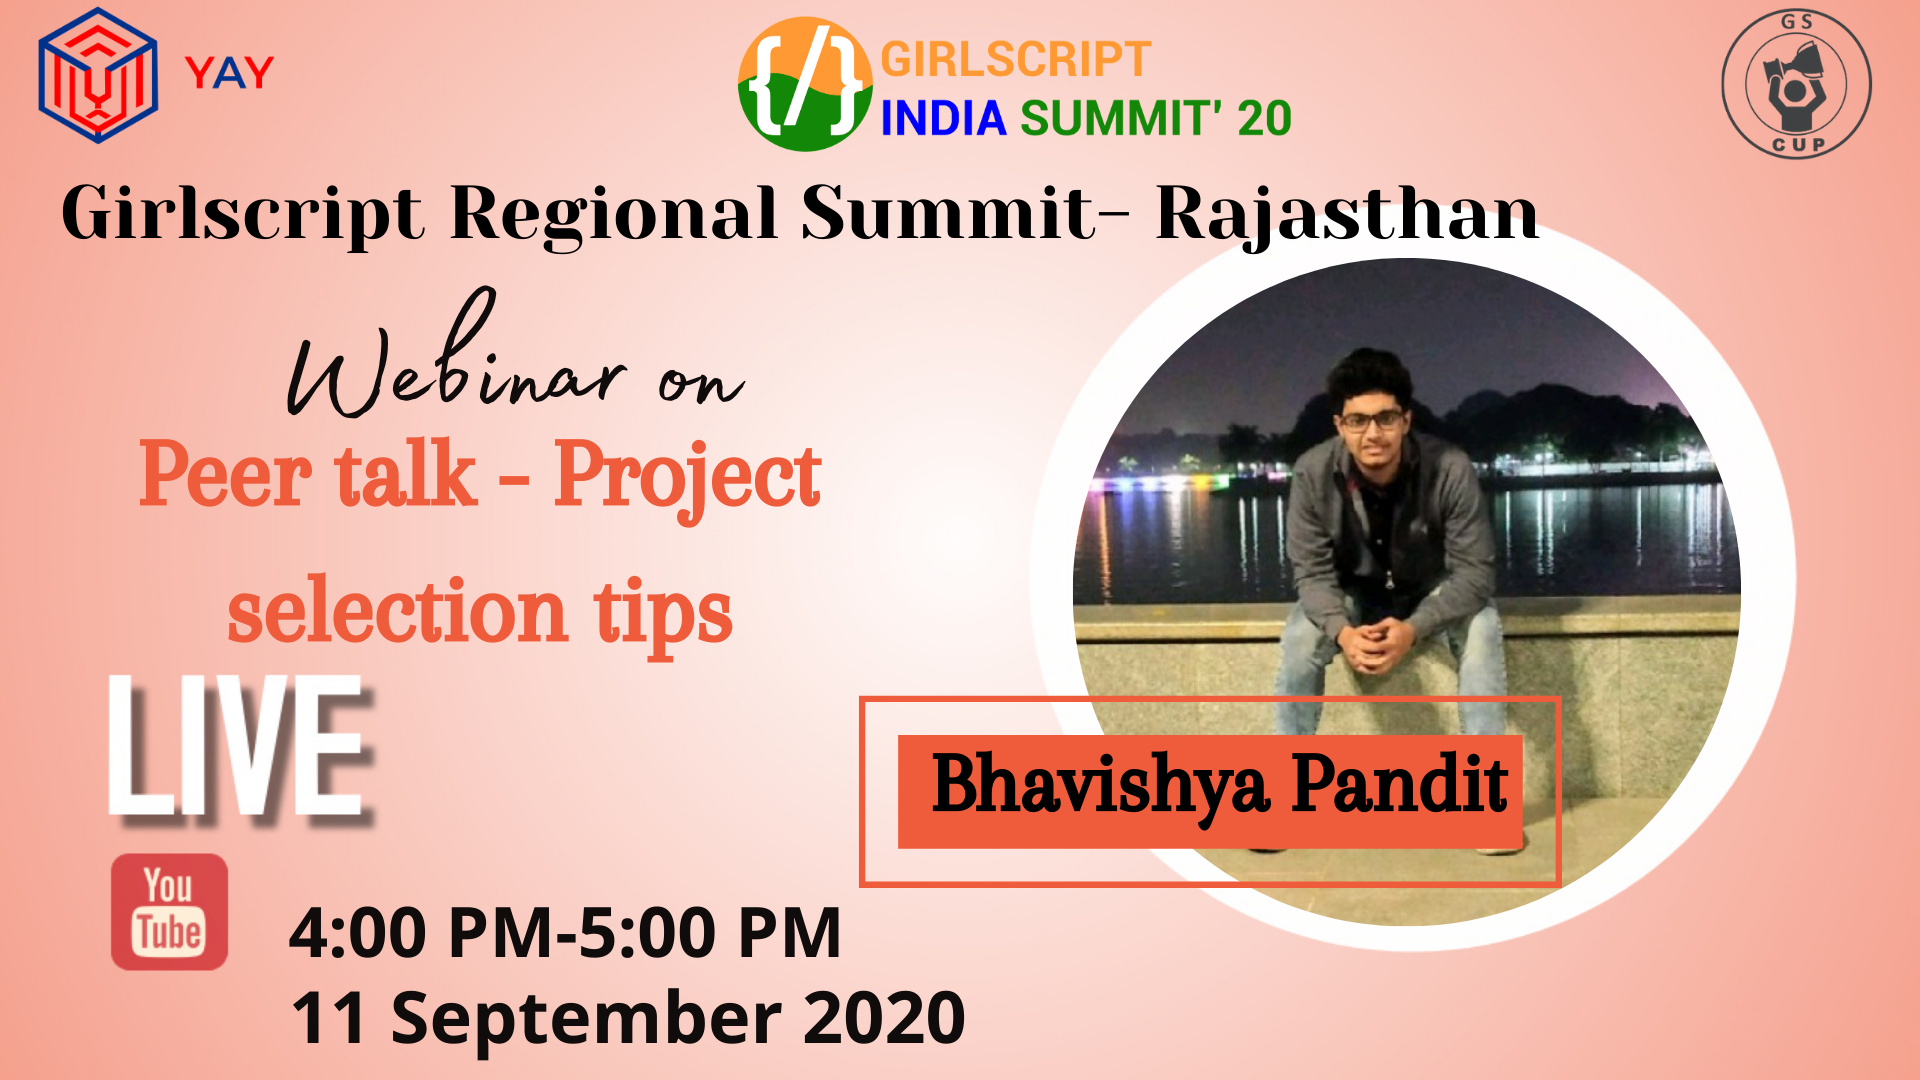 YAY
GIRLSCRIPT
INDIA SUMMIT' 20
GS
CUP
Girlscript Regional Summit- Rajasthan
Webinar on
Peer talk - Project
selection tips
LIVE
Bhavishya Pandit
You
Tube
4:00 PM-5:00 PM
11 September 2020